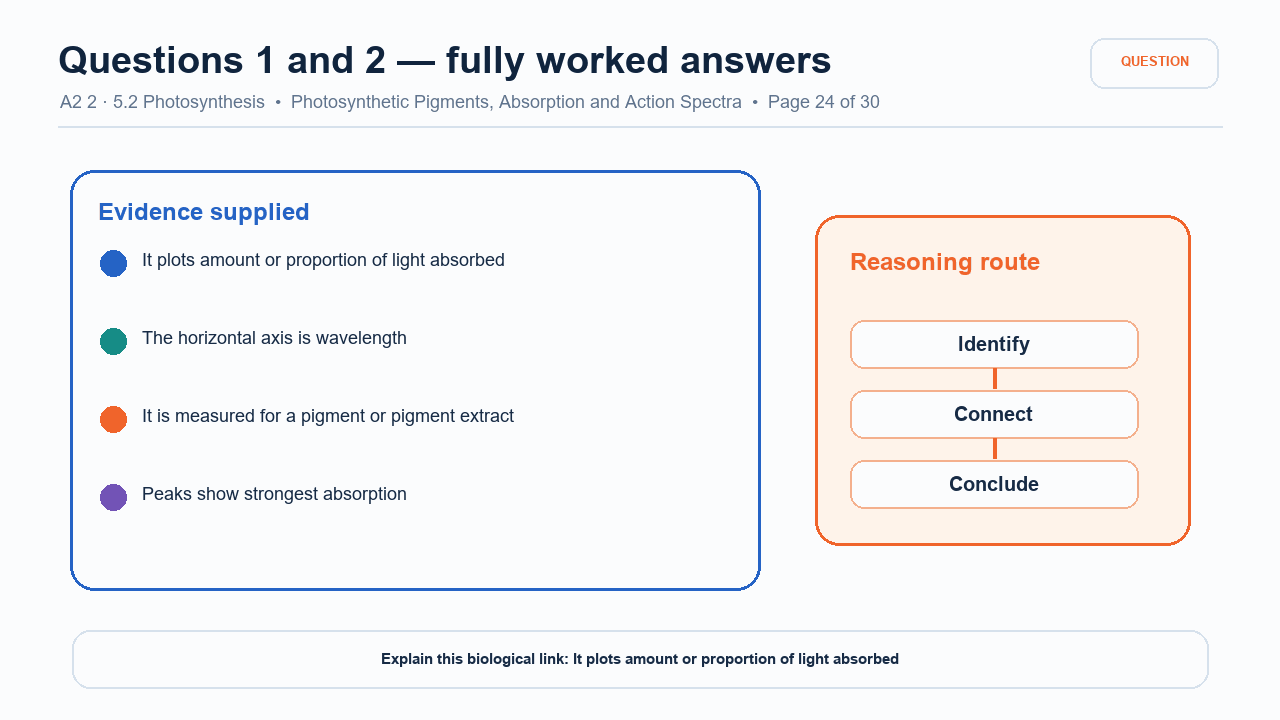 Questions 1 and 2 — fully worked answers
QUESTION
A2 2 · 5.2 Photosynthesis • Photosynthetic Pigments, Absorption and Action Spectra • Page 24 of 30
Evidence supplied
It plots amount or proportion of light absorbed
The horizontal axis is wavelength
It is measured for a pigment or pigment extract
Peaks show strongest absorption
Reasoning route
Identify
Connect
Conclude
Explain this biological link: It plots amount or proportion of light absorbed